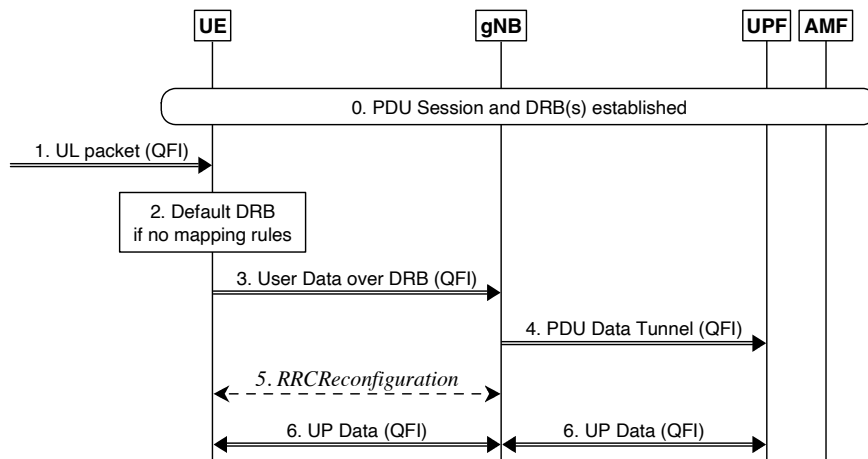 UE
gNB
UPF
AMF
0. PDU Session and DRB(s) established
1. UL packet (QFI)
2. Default DRB
if no mapping rules
3. User Data over DRB (QFI)
4. PDU Data Tunnel (QFI)
5. RRCReconfiguration
6. UP Data (QFI)
6. UP Data (QFI)